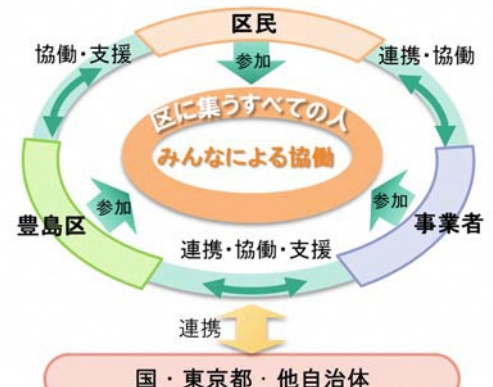 区民
協働・支援
参加
連携・協働
区に集うすべての人
みんなによる協働
参加
参加
豊島区
事業者
連携・協働・支援
連携
国・東京都・他自治体